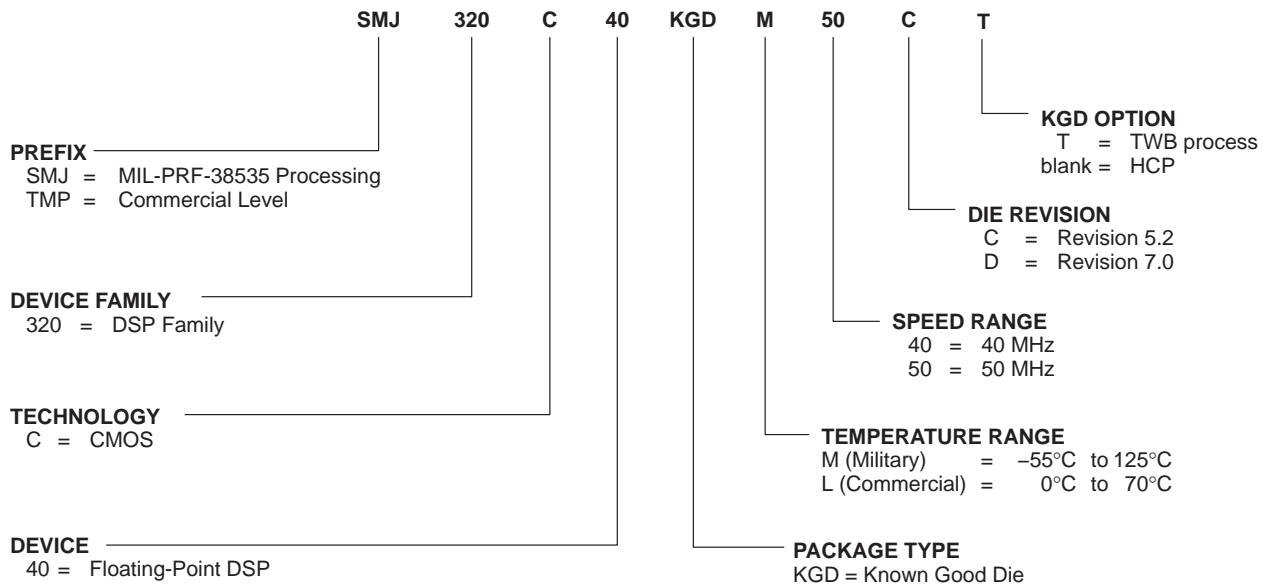 SMJ 320 C 40 KGD M 50 C T
PREFIX
SMJ = MIL-PRF-38535 Processing
TMP = Commercial Level
DEVICE FAMILY
320 = DSP Family
TECHNOLOGY
C = CMOS
DEVICE
40 = Floating-Point DSP
KGD OPTION
T = TWB process
blank = HCP
DIE REVISION
C = Revision 5.2
D = Revision 7.0
SPEED RANGE
40 = 40 MHz
50 = 50 MHz
TEMPERATURE RANGE
M (Military) = –55°C to 125°C
L (Commercial) = 0°C to 70°C
PACKAGE TYPE
KGD = Known Good Die